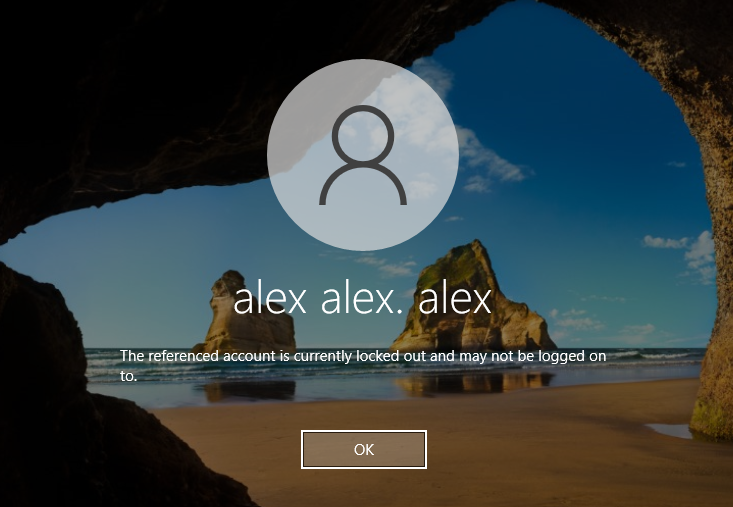 alex alex. alex
The referenced account is currently locked out and may not be logged on
to.
OK